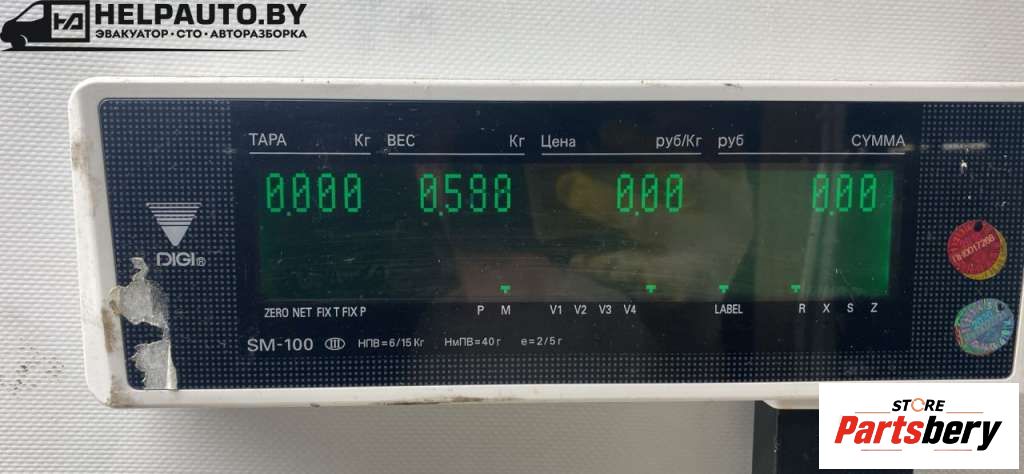 HELPAUTO.BY
ЭВАКУАТОР • СТО • АВТОРАЗБОРКА
ТАРА Кг ВЕС Кг Цена руб/Кг руб СУММА
0.000 0.598 0.00 0.00
DIGI®
ZERO NET FIX T FIX P P M V1 V2 V3 V4 LABEL R X S Z
SM-100 III НПВ=6/15 Кг НмПВ=40 г e=2/5 г
STORE
Partsbery